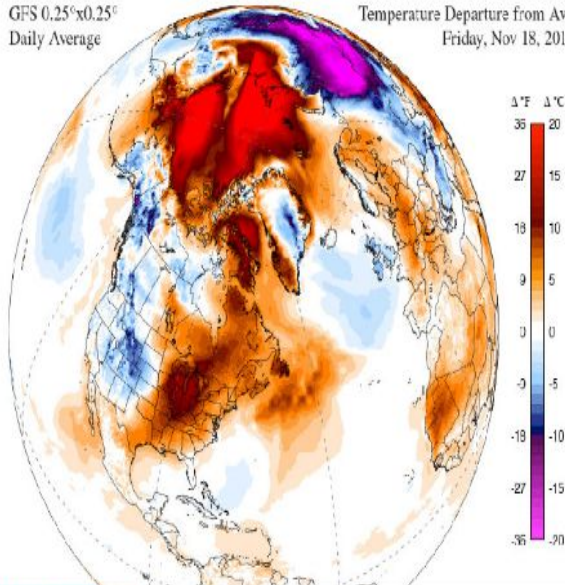 GFS 0.25°x0.25°
Daily Average
Temperature Departure from Av
Friday, Nov 18, 201
Δ °F Δ °C
36 20
27 15
18 10
9 5
0 0
-9 -5
-18 -10
-27 -15
-36 -20